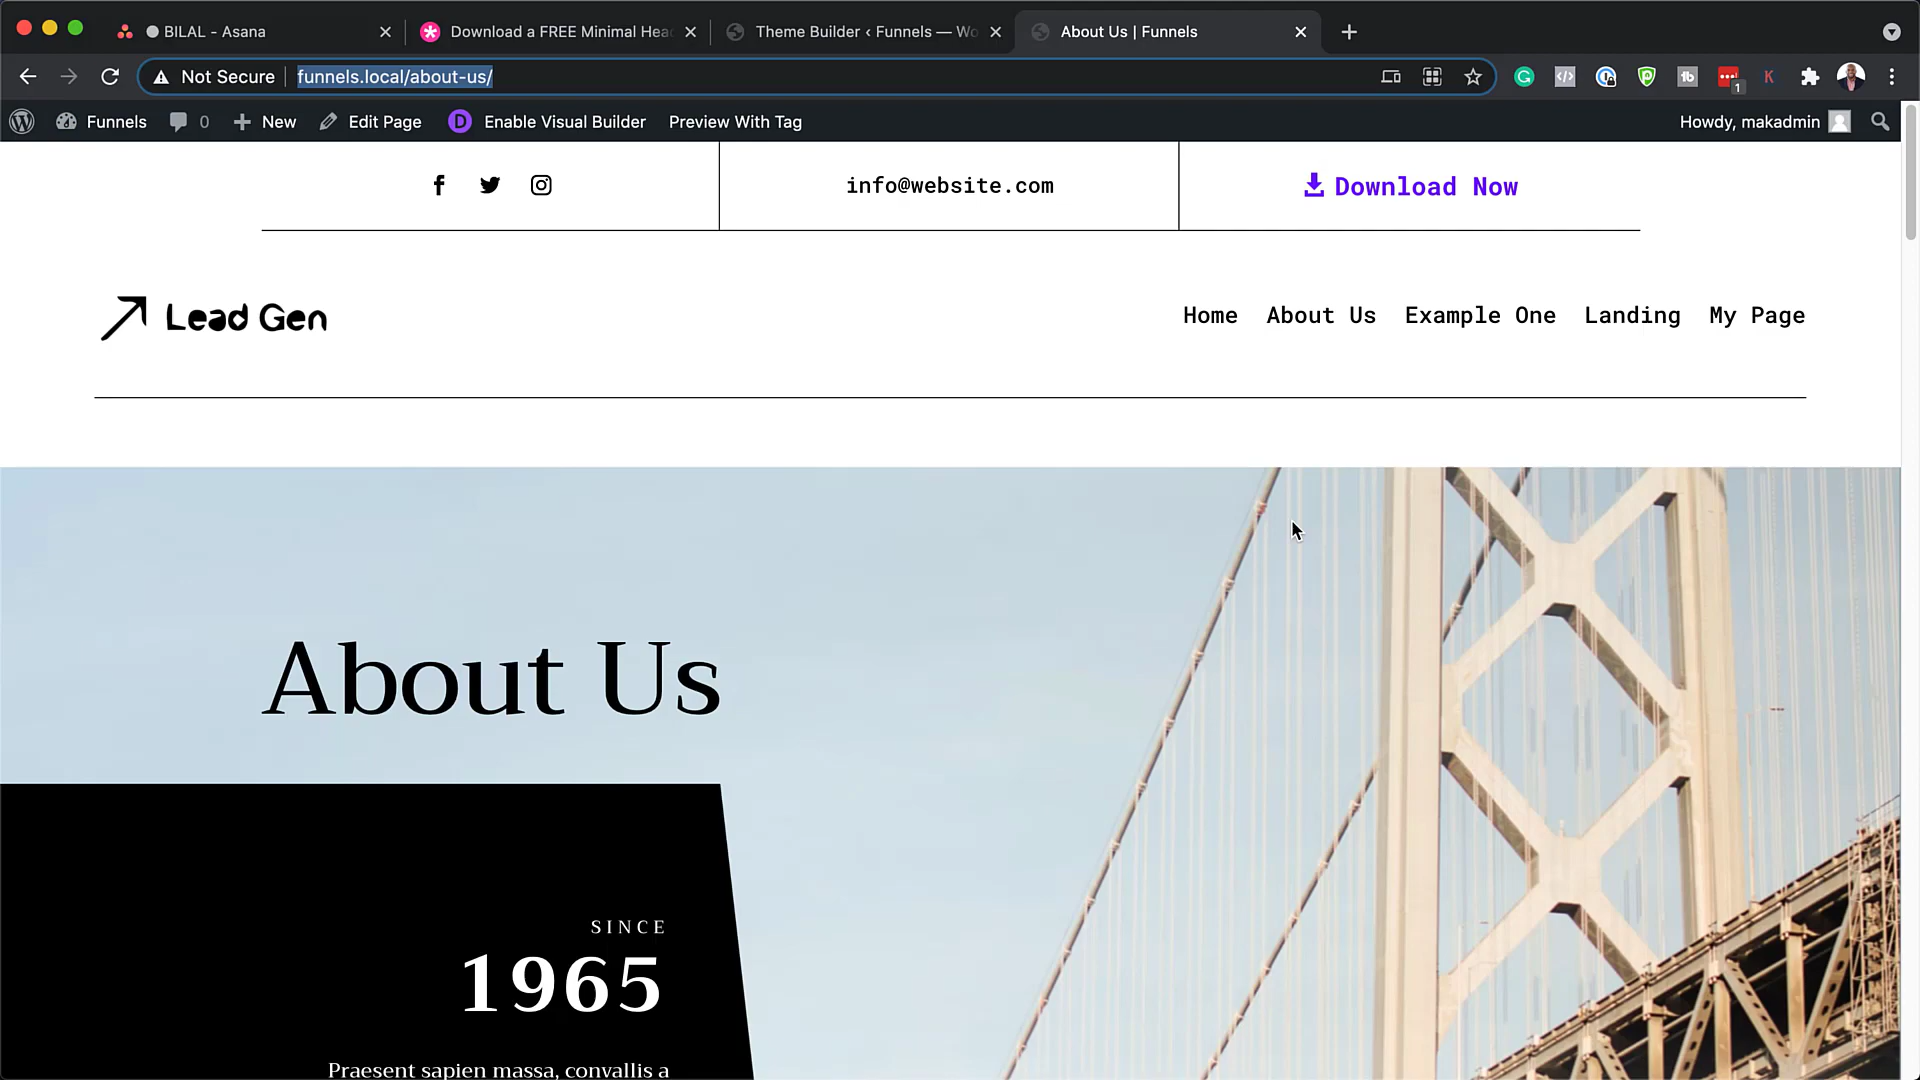 BILAL - Asana
Download a FREE Minimal Hea
Theme Builder ‹ Funnels — Wo
About Us | Funnels
Not Secure
funnels.local/about-us/
1
Funnels
0
New
Edit Page
D
Enable Visual Builder
Preview With Tag
Howdy, makadmin
info@website.com
Download Now
Lead Gen
Home
About Us
Example One
Landing
My Page
About Us
SINCE
1965
Praesent sapien massa, convallis a